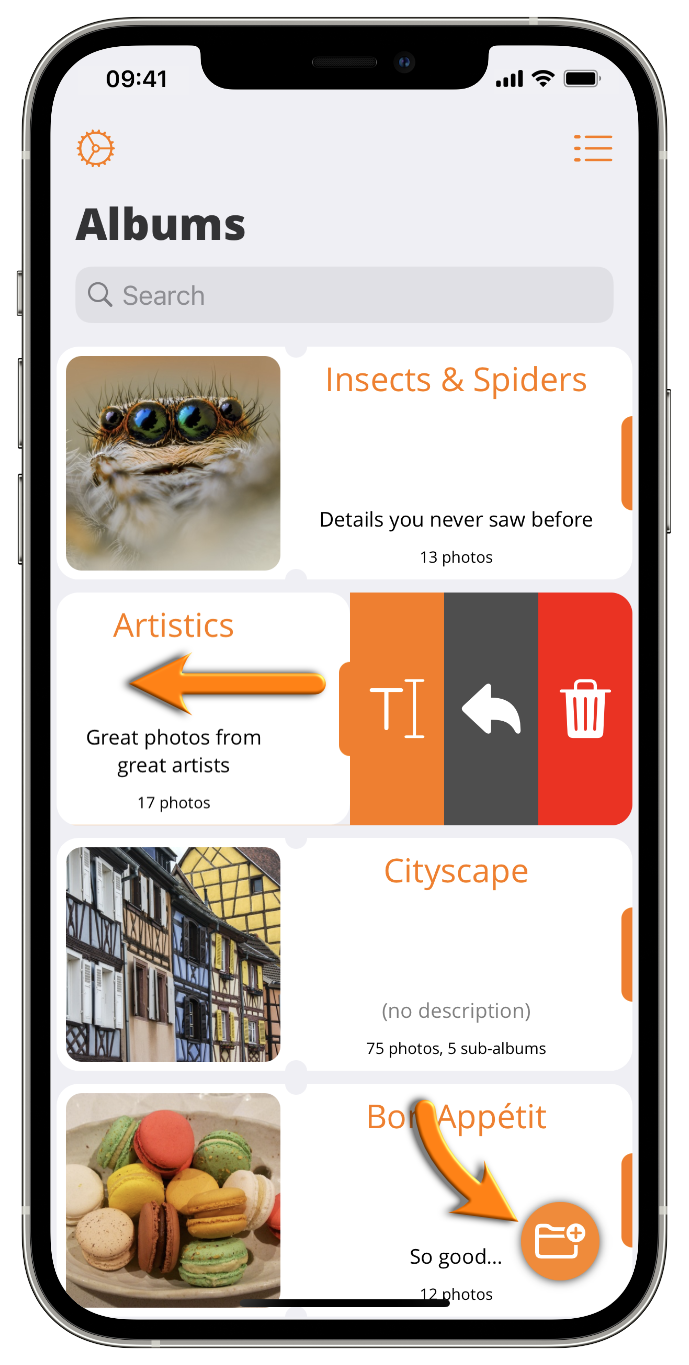 09:41
Albums
Search
Insects & Spiders
Details you never saw before
13 photos
Artistics
Great photos from
great artists
17 photos
Cityscape
(no description)
75 photos, 5 sub-albums
Bon Appétit
So good...
12 photos